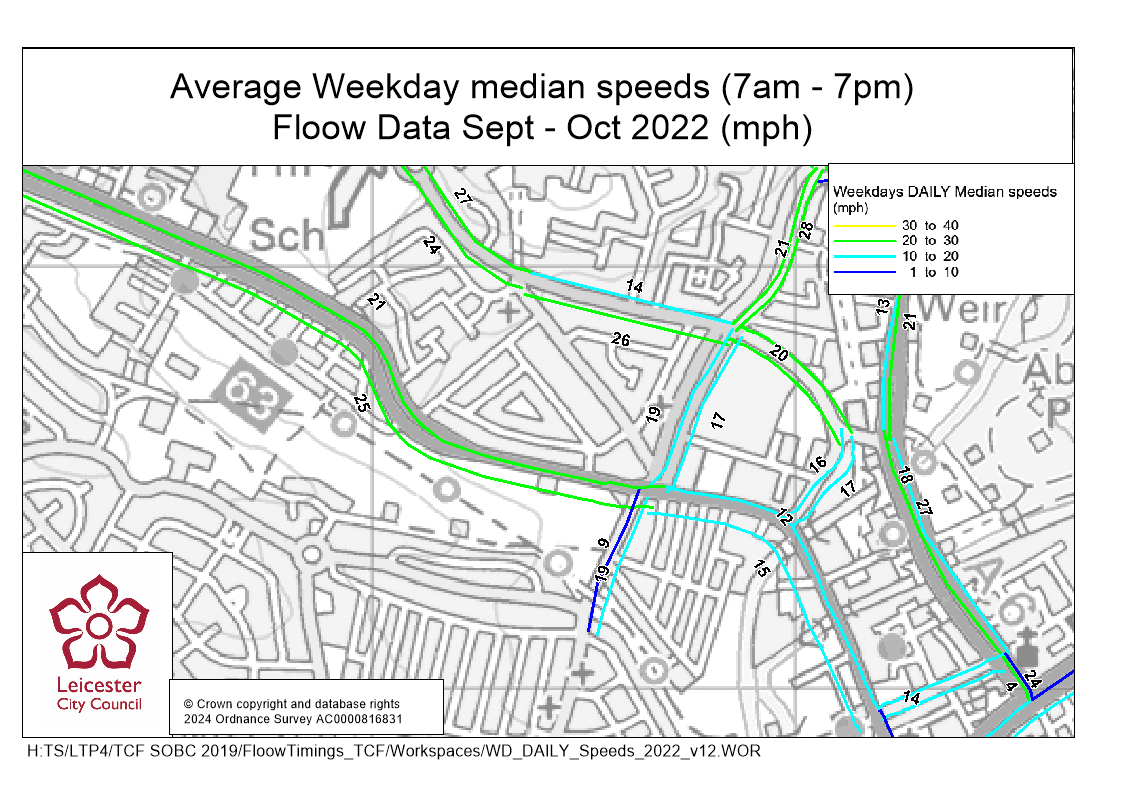 Average Weekday median speeds (7am - 7pm)
Floow Data Sept - Oct 2022 (mph)
Weekdays DAILY Median speeds
(mph)
30 to 40
20 to 30
10 to 20
1 to 10
27
Sch
24
21
28
14
21
13
21
Weir
26
20
Ab
63
25
19
17
16
17
18
27
12
9
19
15
A6
24
4
14
Leicester
City Council
© Crown copyright and database rights
2024 Ordnance Survey AC0000816831
H:TS/LTP4/TCF SOBC 2019/FloowTimings_TCF/Workspaces/WD_DAILY_Speeds_2022_v12.WOR